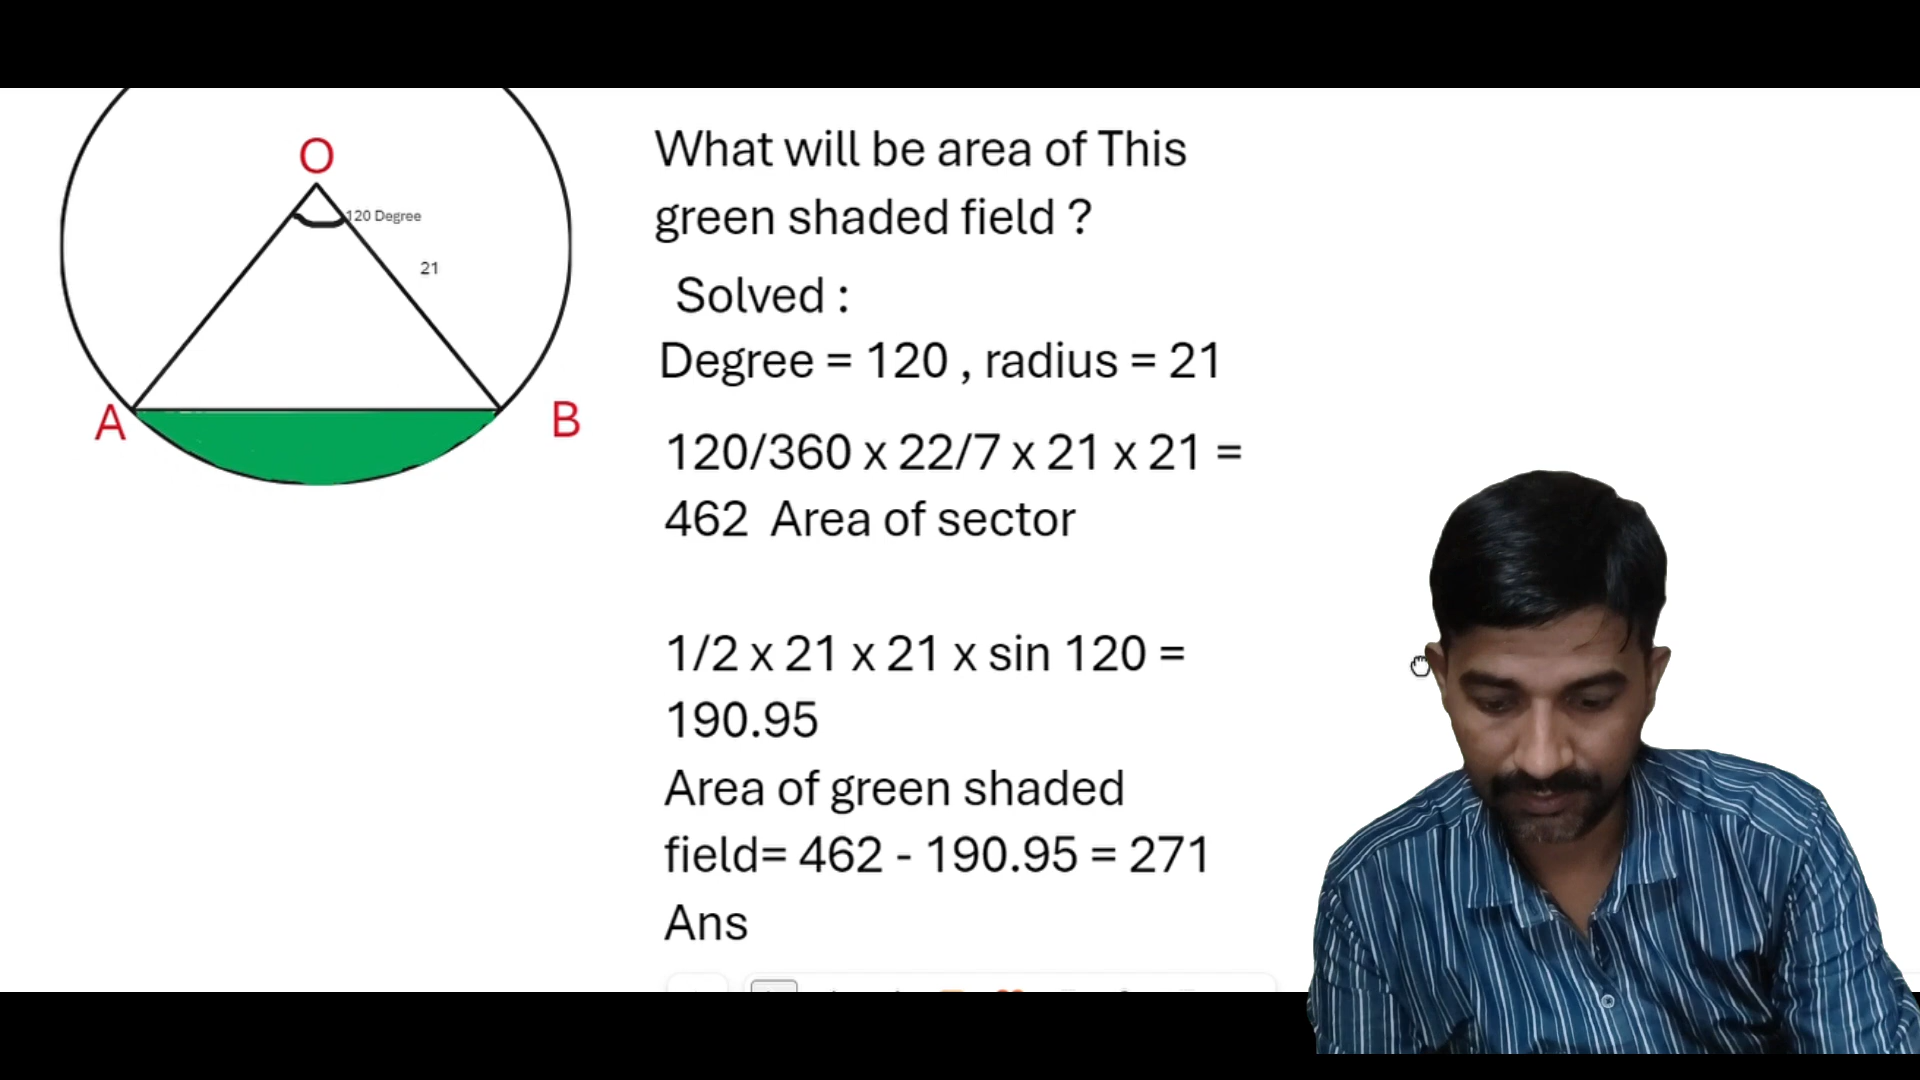 O
120 Degree
21
A
B
What will be area of This
green shaded field ?
Solved :
Degree = 120 , radius = 21
120/360 x 22/7 x 21 x 21 =
462 Area of sector
1/2 x 21 x 21 x sin 120 =
190.95
Area of green shaded
field= 462 - 190.95 = 271
Ans